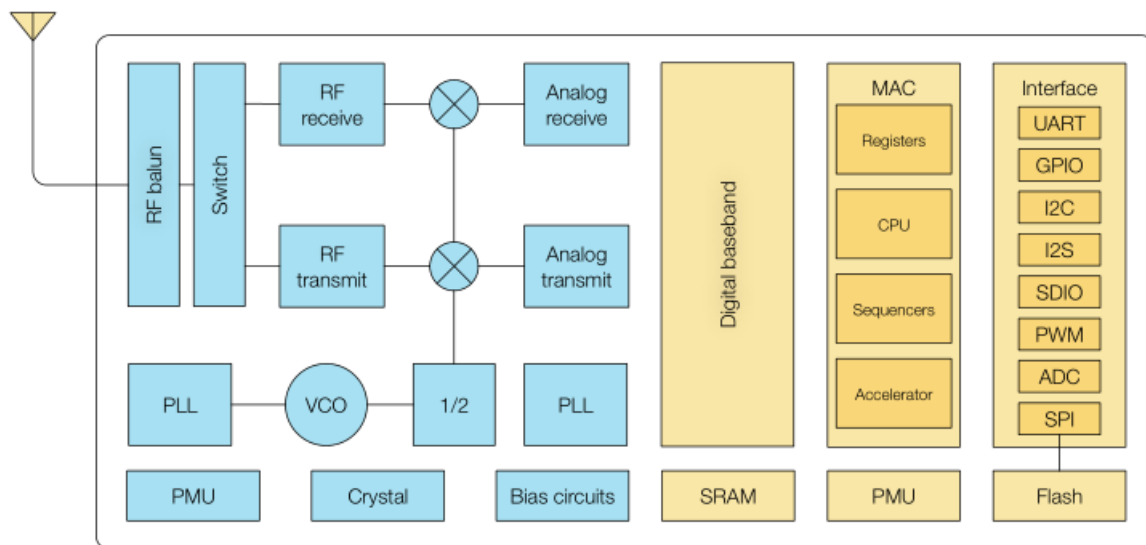 RF balun
Switch
RF
receive
Analog
receive
RF
transmit
Analog
transmit
PLL
VCO
1/2
PLL
PMU
Crystal
Bias circuits
Digital baseband
SRAM
MAC
Registers
CPU
Sequencers
Accelerator
PMU
Interface
UART
GPIO
I2C
I2S
SDIO
PWM
ADC
SPI
Flash